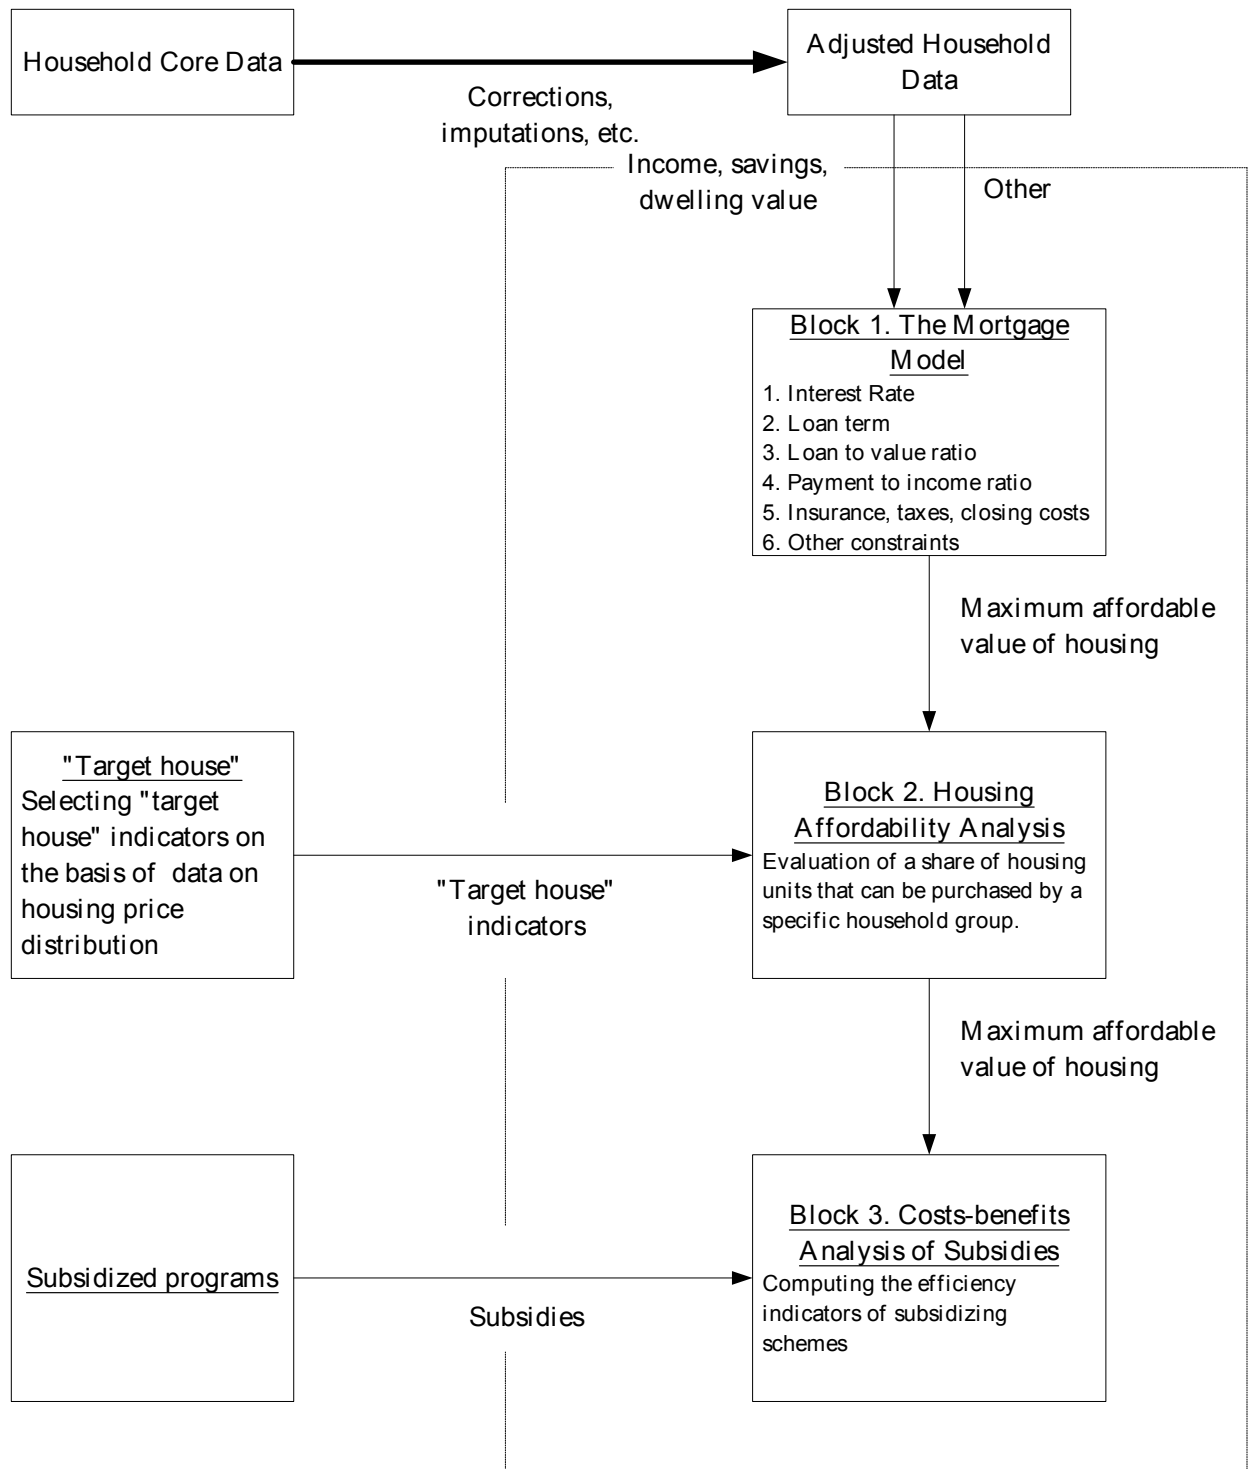 Household Core Data
Adjusted Household
Data
Corrections,
imputations, etc.
Income, savings,
dwelling value
Other
Block 1. The Mortgage
Model
1. Interest Rate
2. Loan term
3. Loan to value ratio
4. Payment to income ratio
5. Insurance, taxes, closing costs
6. Other constraints
Maximum affordable
value of housing
"Target house"
Selecting "target
house" indicators on
the basis of data on
housing price
distribution
"Target house"
indicators
Block 2. Housing
Affordability Analysis
Evaluation of a share of housing
units that can be purchased by a
specific household group.
Maximum affordable
value of housing
Subsidized programs
Subsidies
Block 3. Costs-benefits
Analysis of Subsidies
Computing the efficiency
indicators of subsidizing
schemes